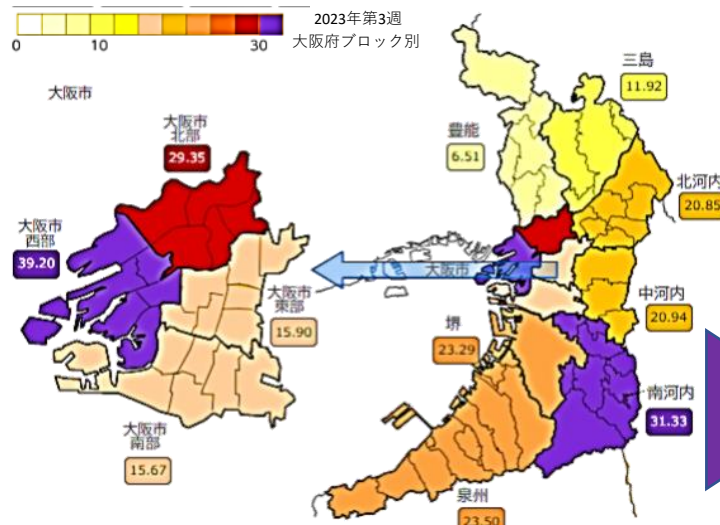 2023年第3週
大阪府ブロック別
0
10
30
大阪市
大阪市
北部
29.35
大阪市
西部
39.20
大阪市
東部
15.90
大阪市
南部
15.67
三島
11.92
豊能
6.51
北河内
20.85
大阪市
中河内
20.94
堺
23.29
南河内
31.33
泉州
23.50